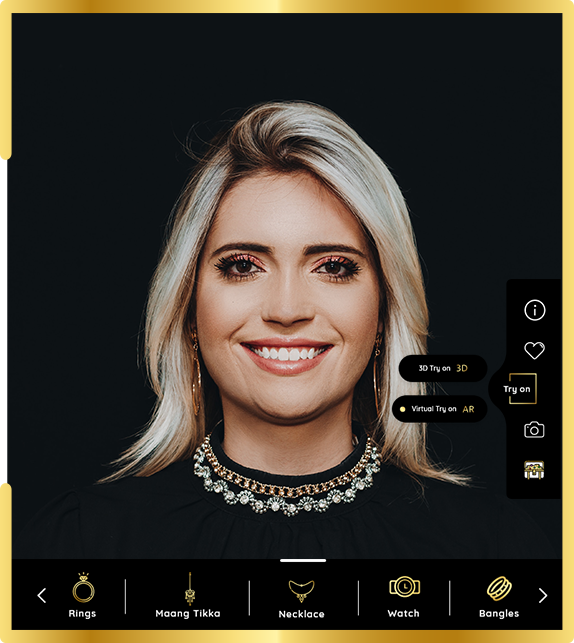 3D Try on 3D
Try on
Virtual Try on AR
Rings
Maang Tikka
Necklace
Watch
Bangles